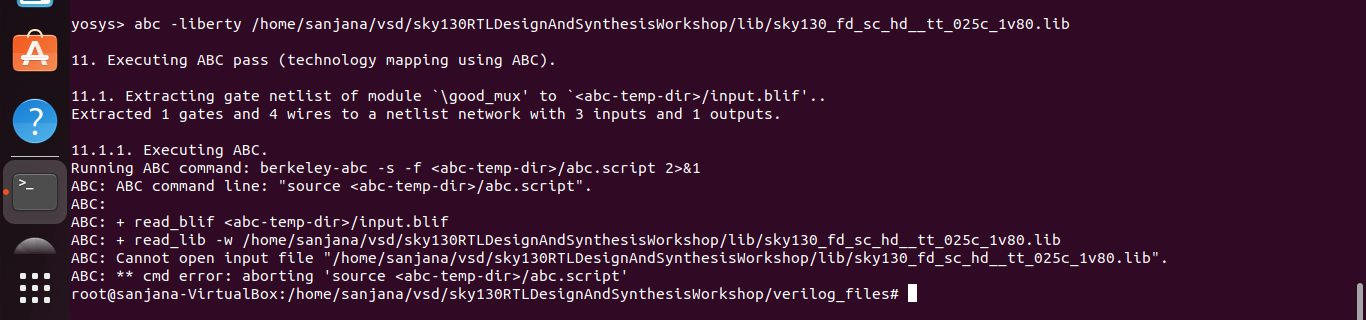 yosys> abc -liberty /home/sanjana/vsd/sky130RTLDesignAndSynthesisWorkshop/lib/sky130_fd_sc_hd__tt_025c_1v80.lib
11. Executing ABC pass (technology mapping using ABC).
11.1. Extracting gate netlist of module `\good_mux' to `<abc-temp-dir>/input.blif'..
Extracted 1 gates and 4 wires to a netlist network with 3 inputs and 1 outputs.
11.1.1. Executing ABC.
Running ABC command: berkeley-abc -s -f <abc-temp-dir>/abc.script 2>&1
ABC: ABC command line: "source <abc-temp-dir>/abc.script".
ABC:
ABC: + read_blif <abc-temp-dir>/input.blif
ABC: + read_lib -w /home/sanjana/vsd/sky130RTLDesignAndSynthesisWorkshop/lib/sky130_fd_sc_hd__tt_025c_1v80.lib
ABC: Cannot open input file "/home/sanjana/vsd/sky130RTLDesignAndSynthesisWorkshop/lib/sky130_fd_sc_hd__tt_025c_1v80.lib".
ABC: ** cmd error: aborting 'source <abc-temp-dir>/abc.script'
root@sanjana-VirtualBox:/home/sanjana/vsd/sky130RTLDesignAndSynthesisWorkshop/verilog_files#